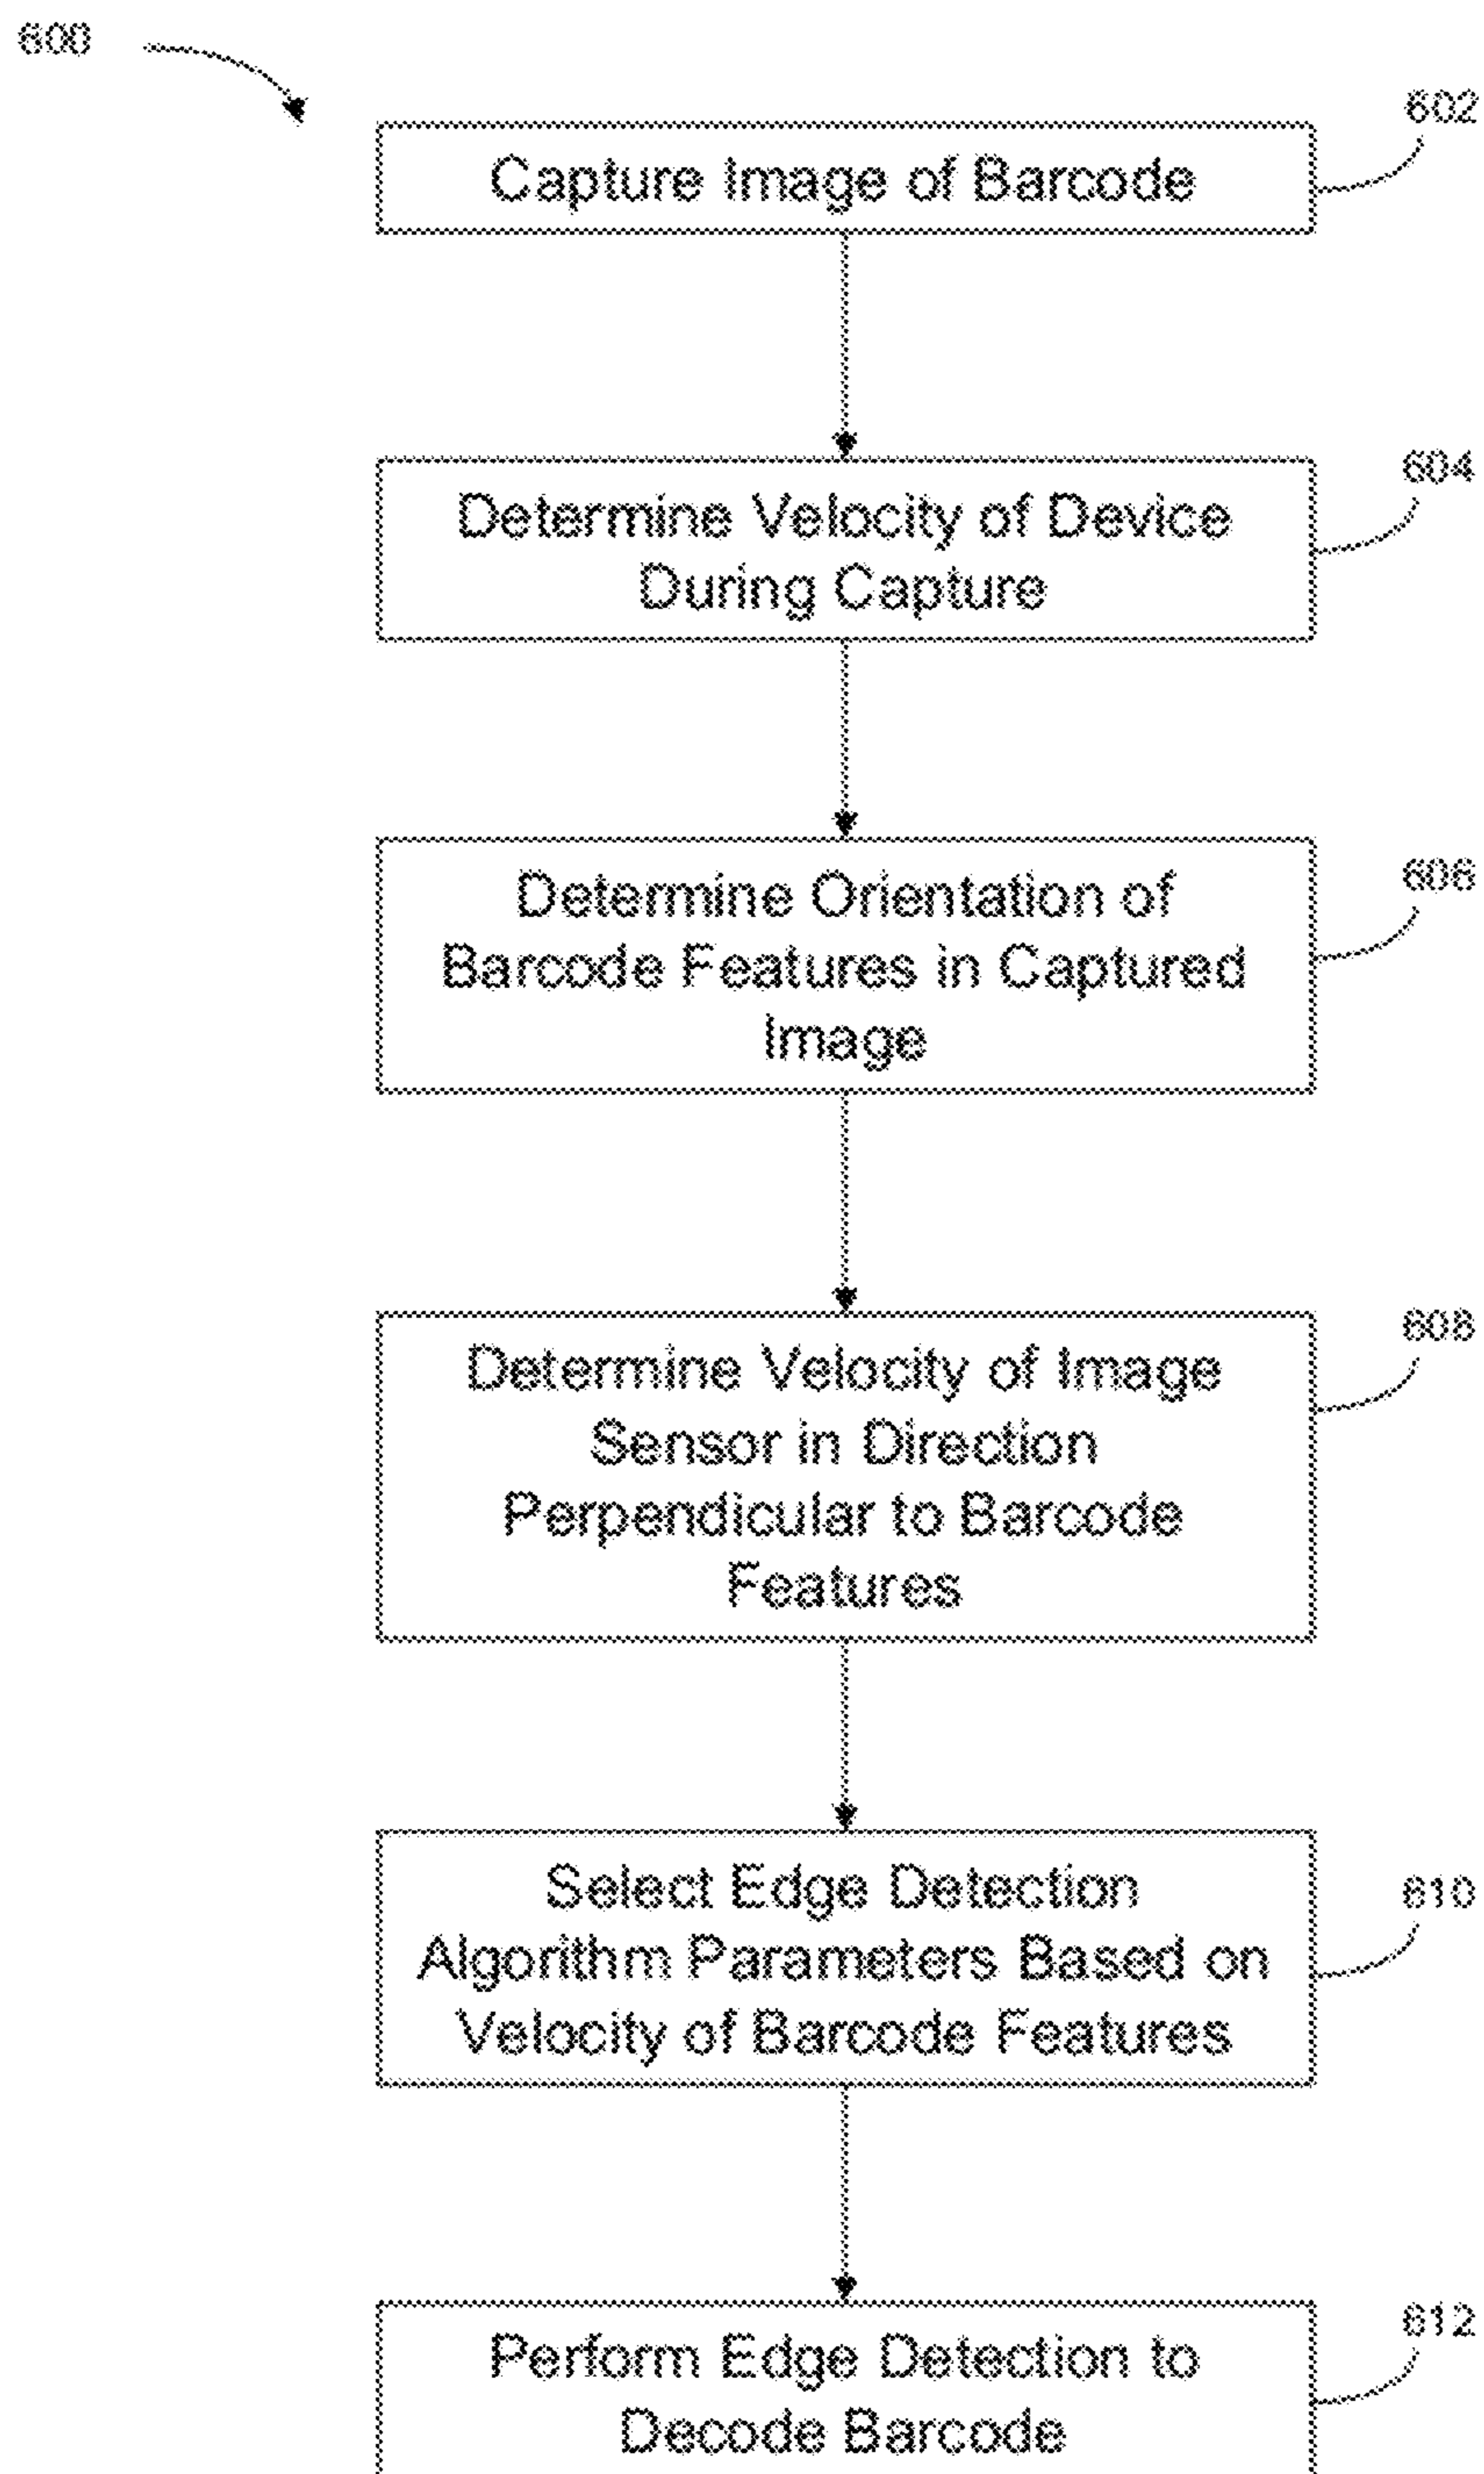 600
602
Capture Image of Barcode
604
Determine Velocity of Device
During Capture
606
Determine Orientation of
Barcode Features in Captured
Image
608
Determine Velocity of Image
Sensor in Direction
Perpendicular to Barcode
Features
610
Select Edge Detection
Algorithm Parameters Based on
Velocity of Barcode Features
612
Perform Edge Detection to
Decode Barcode